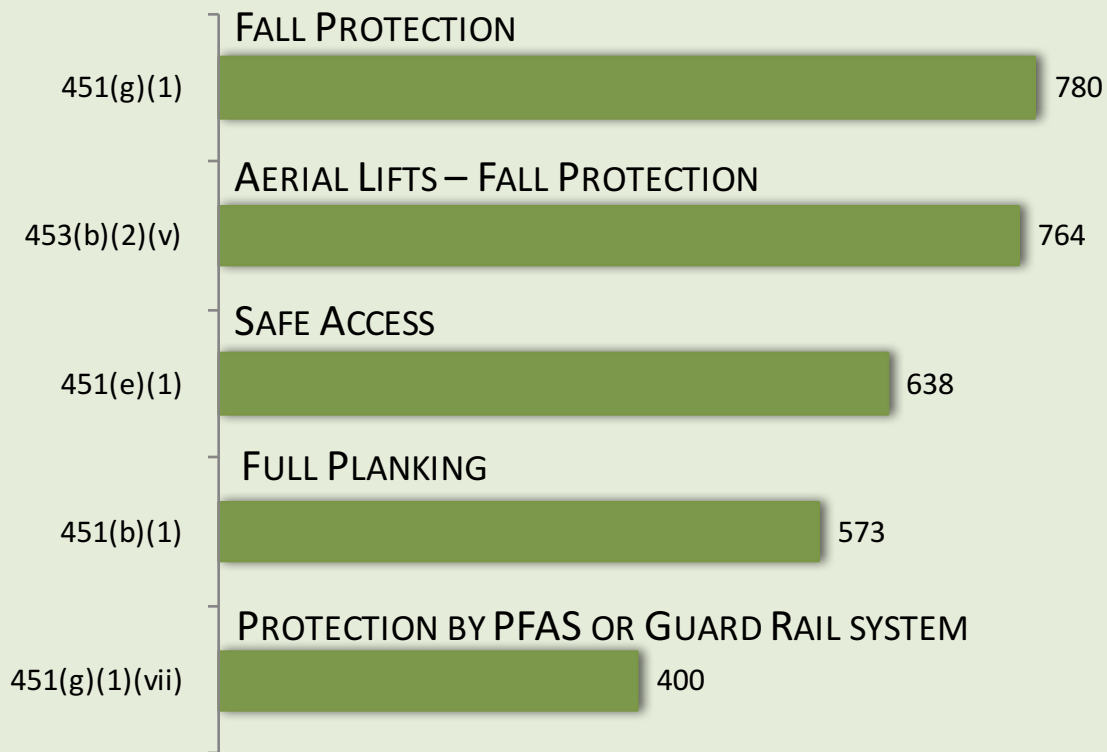 FALL PROTECTION
451(g)(1)
780
AERIAL LIFTS – FALL PROTECTION
453(b)(2)(v)
764
SAFE ACCESS
451(e)(1)
638
FULL PLANKING
451(b)(1)
573
PROTECTION BY PFAS OR GUARD RAIL SYSTEM
451(g)(1)(vii)
400